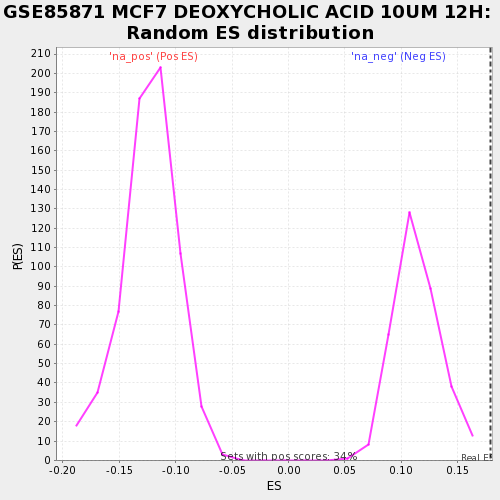 GSE85871 MCF7 DEOXYCHOLIC ACID 10UM 12H:
Random ES distribution
'na_pos' (Pos ES)
'na_neg' (Neg ES)
210
200
190
180
170
160
150
140
130
120
110
100
90
80
70
60
50
40
30
20
10
0
P(ES)
Sets with pos scores: 34%
Real E
-0.20 -0.15 -0.10 -0.05 0.00 0.05 0.10 0.15
ES